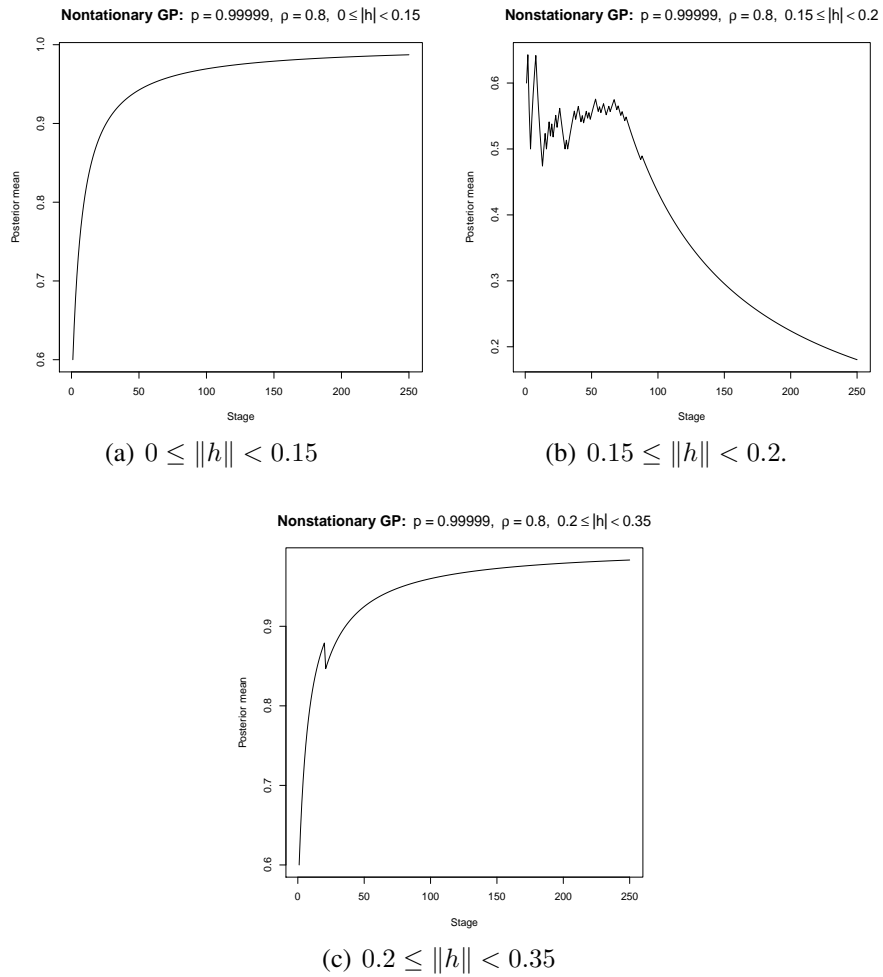 Nontationary GP: p = 0.99999, ρ = 0.8, 0 ≤ |h| < 0.15
Posterior mean
0.6
0.7
0.8
0.9
1.0
0
50
100
150
200
250
Stage
(a) 0 ≤ ‖h‖ < 0.15
Nonstationary GP: p = 0.99999, ρ = 0.8, 0.15 ≤ |h| < 0.2
Posterior mean
0.2
0.3
0.4
0.5
0.6
0
50
100
150
200
250
Stage
(b) 0.15 ≤ ‖h‖ < 0.2.
Nonstationary GP: p = 0.99999, ρ = 0.8, 0.2 ≤ |h| < 0.35
Posterior mean
0.6
0.7
0.8
0.9
0
50
100
150
200
250
Stage
(c) 0.2 ≤ ‖h‖ < 0.35